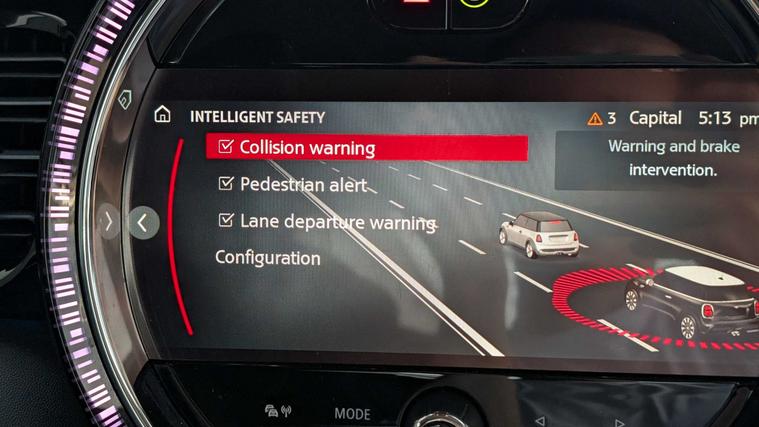 INTELLIGENT SAFETY
3 Capital 5:13 pm
Collision warning
Warning and brake
intervention.
Pedestrian alert
Lane departure warning
Configuration
MODE